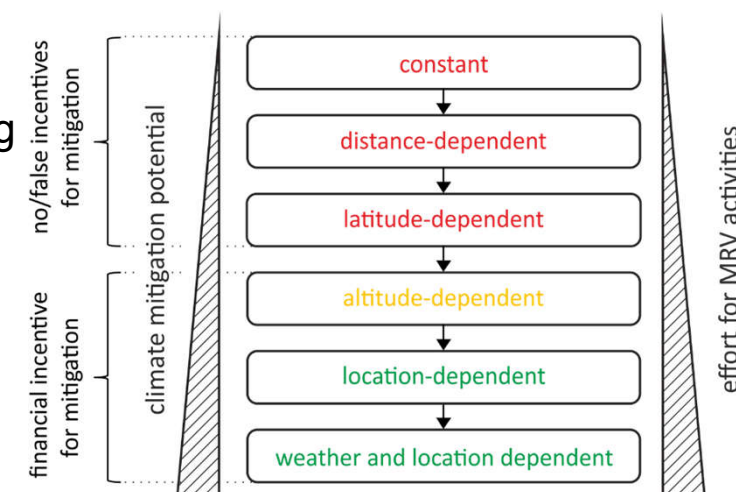 g
no/false incentives
for mitigation
financial incentive
for mitigation
climate mitigation potential
constant
distance-dependent
latitude-dependent
altitude-dependent
location-dependent
weather and location dependent
effort for MRV activities